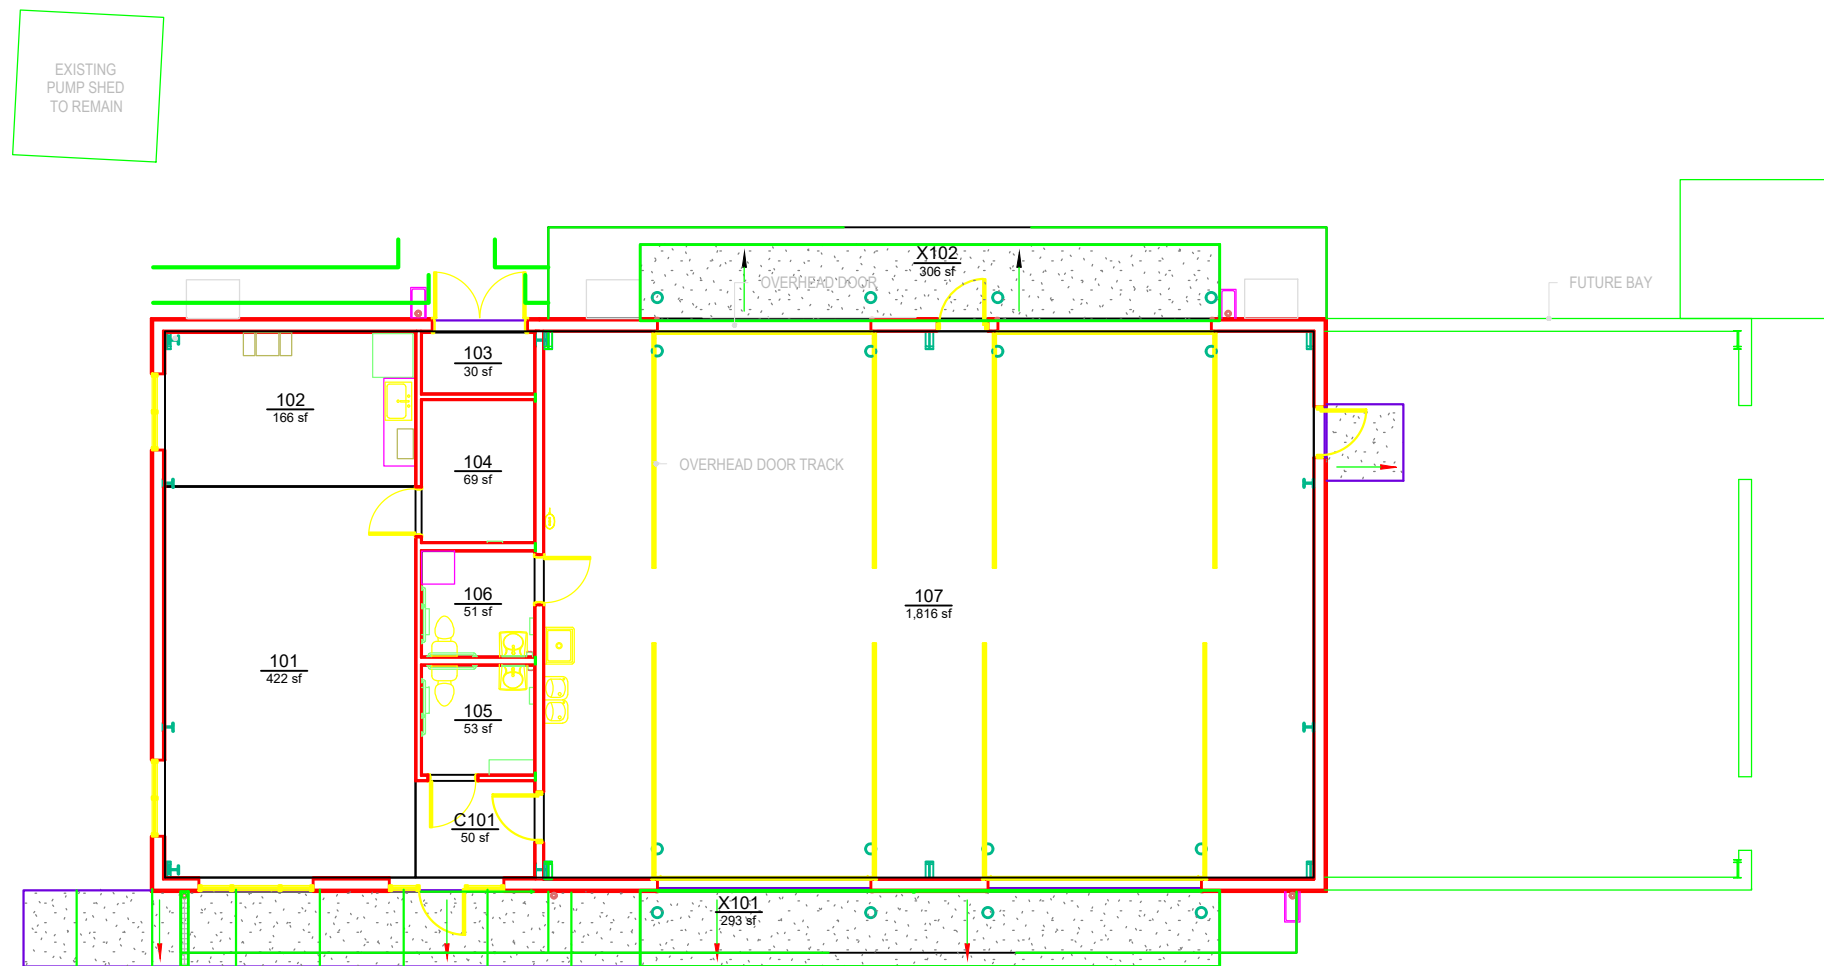 EXISTING
PUMP SHED
TO REMAIN
X102
306 sf
OVERHEAD DOOR
FUTURE BAY
103
30 sf
102
166 sf
104
69 sf
OVERHEAD DOOR TRACK
106
51 sf
107
1,816 sf
101
422 sf
105
53 sf
C101
50 sf
X101
293 sf